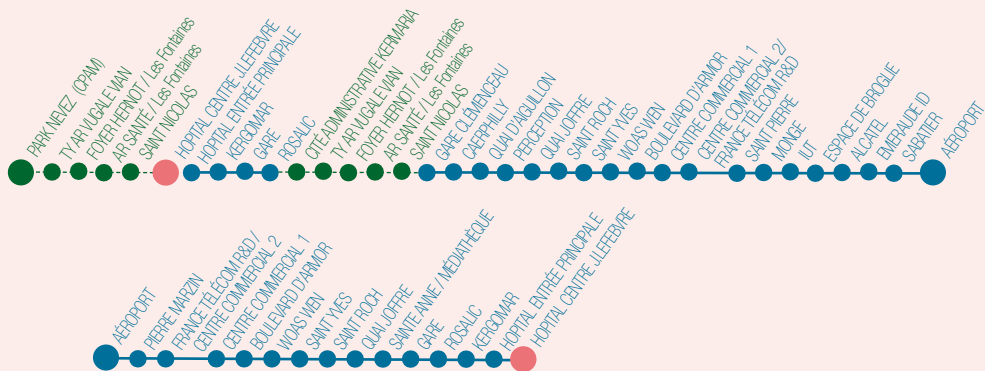 PARK NEVEZ (CPAM)
TY AR VUGALE VIAN
FOYER HERNOT / Les Fontaines
AR SANTÉ / Les Fontaines
SAINT NICOLAS
HOPITAL CENTRE J.LEFEBVRE
HOPITAL ENTRÉE PRINCIPALE
KERGOMAR
GARE
ROSALIC
CITÉ ADMINISTRATIVE KERMARIA
TY AR VUGALE VIAN
FOYER HERNOT / Les Fontaines
AR SANTÉ / Les Fontaines
SAINT NICOLAS
GARE CLÉMENCEAU
CAERPHILLY
QUAI D'AIGUILLON
PERCEPTION
QUAI JOFFRE
SAINT ROCH
SAINT YVES
WOAS WEN
BOULEVARD D'ARMOR
CENTRE COMMERCIAL 1
CENTRE COMMERCIAL 2/
FRANCE TÉLÉCOM R&D
SAINT PIERRE
MONGE
IUT
ESPACE DE BROGLIE
ALCATEL
EMERAUDE ID
SABATIER
AÉROPORT
AÉROPORT
PIERRE MARZIN
FRANCE TÉLÉCOM R&D /
CENTRE COMMERCIAL 2
CENTRE COMMERCIAL 1
BOULEVARD D'ARMOR
WOAS WEN
SAINT YVES
SAINT ROCH
QUAI JOFFRE
SAINTE ANNE / MÉDIATHÈQUE
GARE
ROSALIC
KERGOMAR
HOPITAL ENTRÉE PRINCIPALE
HOPITAL CENTRE J.LEFEBVRE